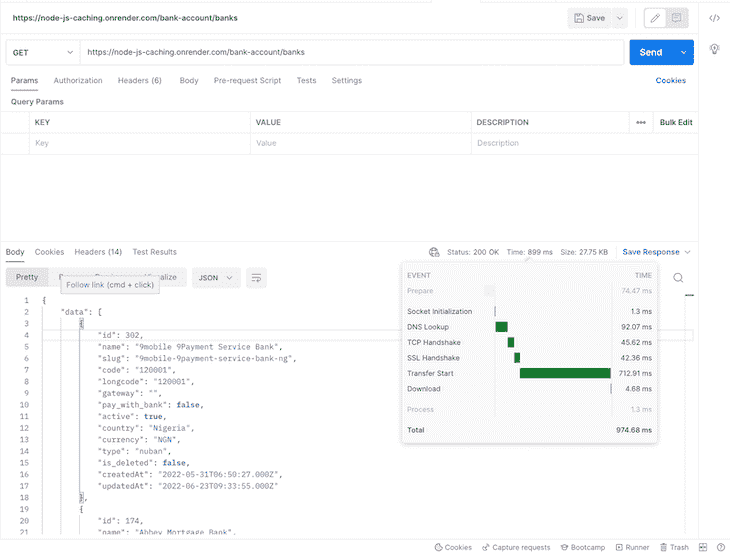 https://node-js-caching.onrender.com/bank-account/banks
Save
GET
https://node-js-caching.onrender.com/bank-account/banks
Send
Params
Authorization
Headers (6)
Body
Pre-request Script
Tests
Settings
Cookies
Query Params
KEY
VALUE
DESCRIPTION
Bulk Edit
Key
Value
Description
Body
Cookies
Headers (14)
Test Results
Status: 200 OK
Time: 899 ms
Size: 27.75 KB
Save Response
Pretty
JSON
Follow link (cmd + click)
EVENT
TIME
Prepare
74.47 ms
Socket Initialization
1.3 ms
DNS Lookup
92.07 ms
TCP Handshake
45.62 ms
SSL Handshake
42.36 ms
Transfer Start
712.91 ms
Download
4.68 ms
Process
1.3 ms
Total
974.68 ms
1 {
2 "data": [
3 {
4 "id": 302,
5 "name": "9mobile 9Payment Service Bank",
6 "slug": "9mobile-9payment-service-bank-ng",
7 "code": "120001",
8 "longcode": "120001",
9 "gateway": "",
10 "pay_with_bank": false,
11 "active": true,
12 "country": "Nigeria",
13 "currency": "NGN",
14 "type": "nuban",
15 "is_deleted": false,
16 "createdAt": "2022-05-31T06:50:27.000Z",
17 "updatedAt": "2022-06-23T09:33:55.000Z"
18 },
19 {
20 "id": 174,
21 "name": "Abbey Mortgage Bank",
Cookies
Capture requests
Bootcamp
Runner
Trash